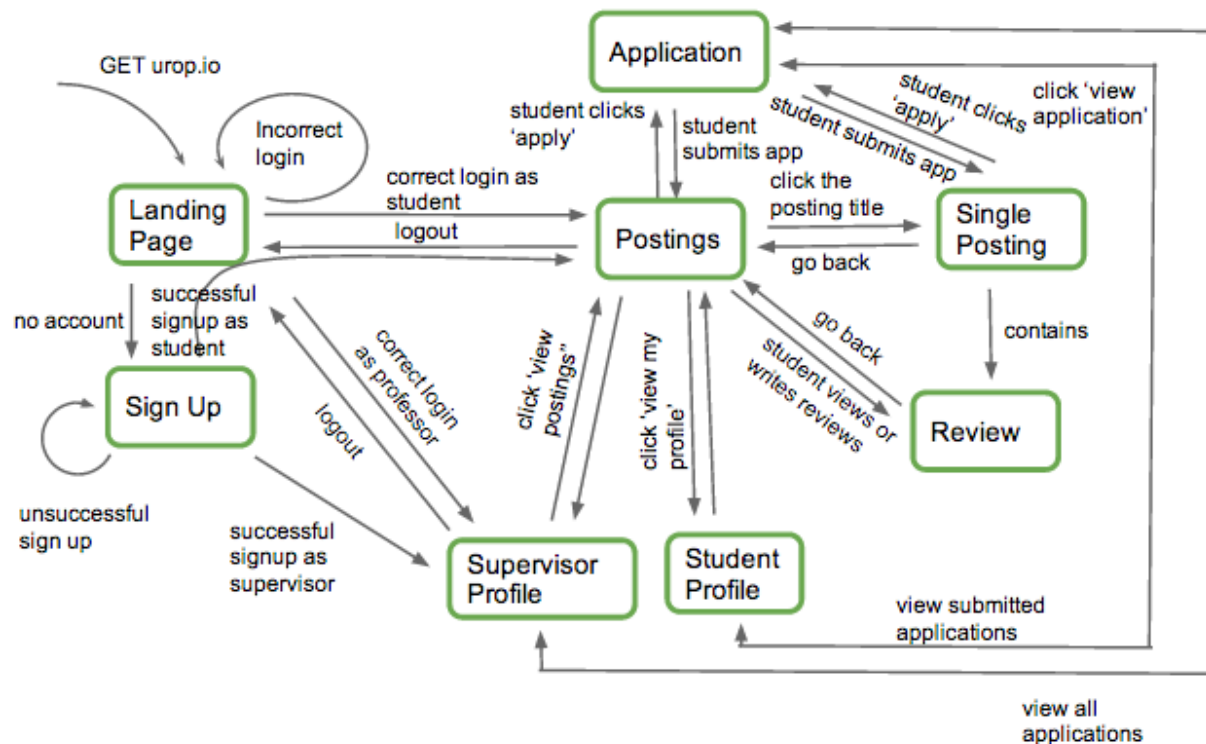 Application
GET urop.io
Incorrect
login
student clicks
'apply'
student
submits app
student clicks
'apply'
student submits app
click 'view
application'
Landing
Page
correct login as
student
logout
Postings
click the
posting title
go back
Single
Posting
no account
successful
signup as
student
contains
Sign Up
correct login
as professor
logout
click 'view
postings"
click 'view my
profile'
go back
student views or
writes reviews
Review
unsuccessful
sign up
successful
signup as
supervisor
Supervisor
Profile
Student
Profile
view submitted
applications
view all
applications